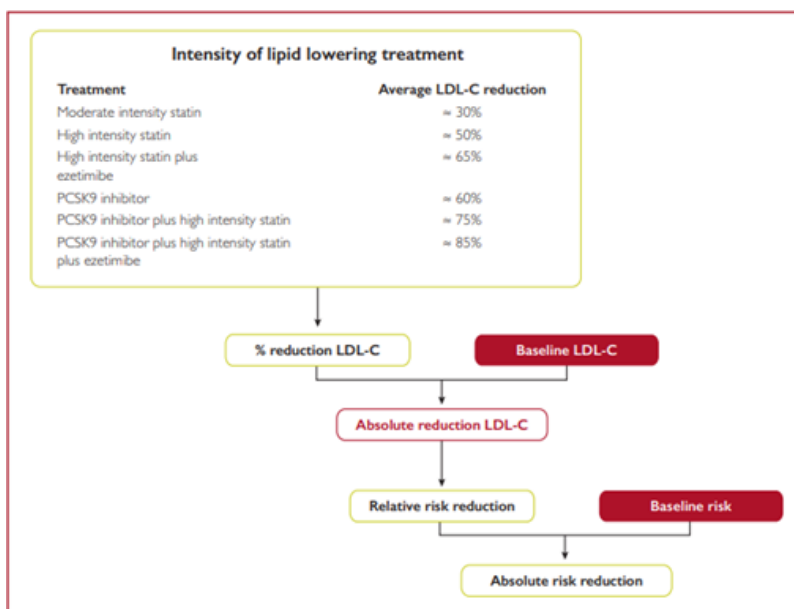 Intensity of lipid lowering treatment
Treatment Average LDL-C reduction
Moderate intensity statin ≈ 30%
High intensity statin ≈ 50%
High intensity statin plus ≈ 65%
ezetimibe
PCSK9 inhibitor ≈ 60%
PCSK9 inhibitor plus high intensity statin ≈ 75%
PCSK9 inhibitor plus high intensity statin ≈ 85%
plus ezetimibe
% reduction LDL-C Baseline LDL-C
Absolute reduction LDL-C
Relative risk reduction Baseline risk
Absolute risk reduction